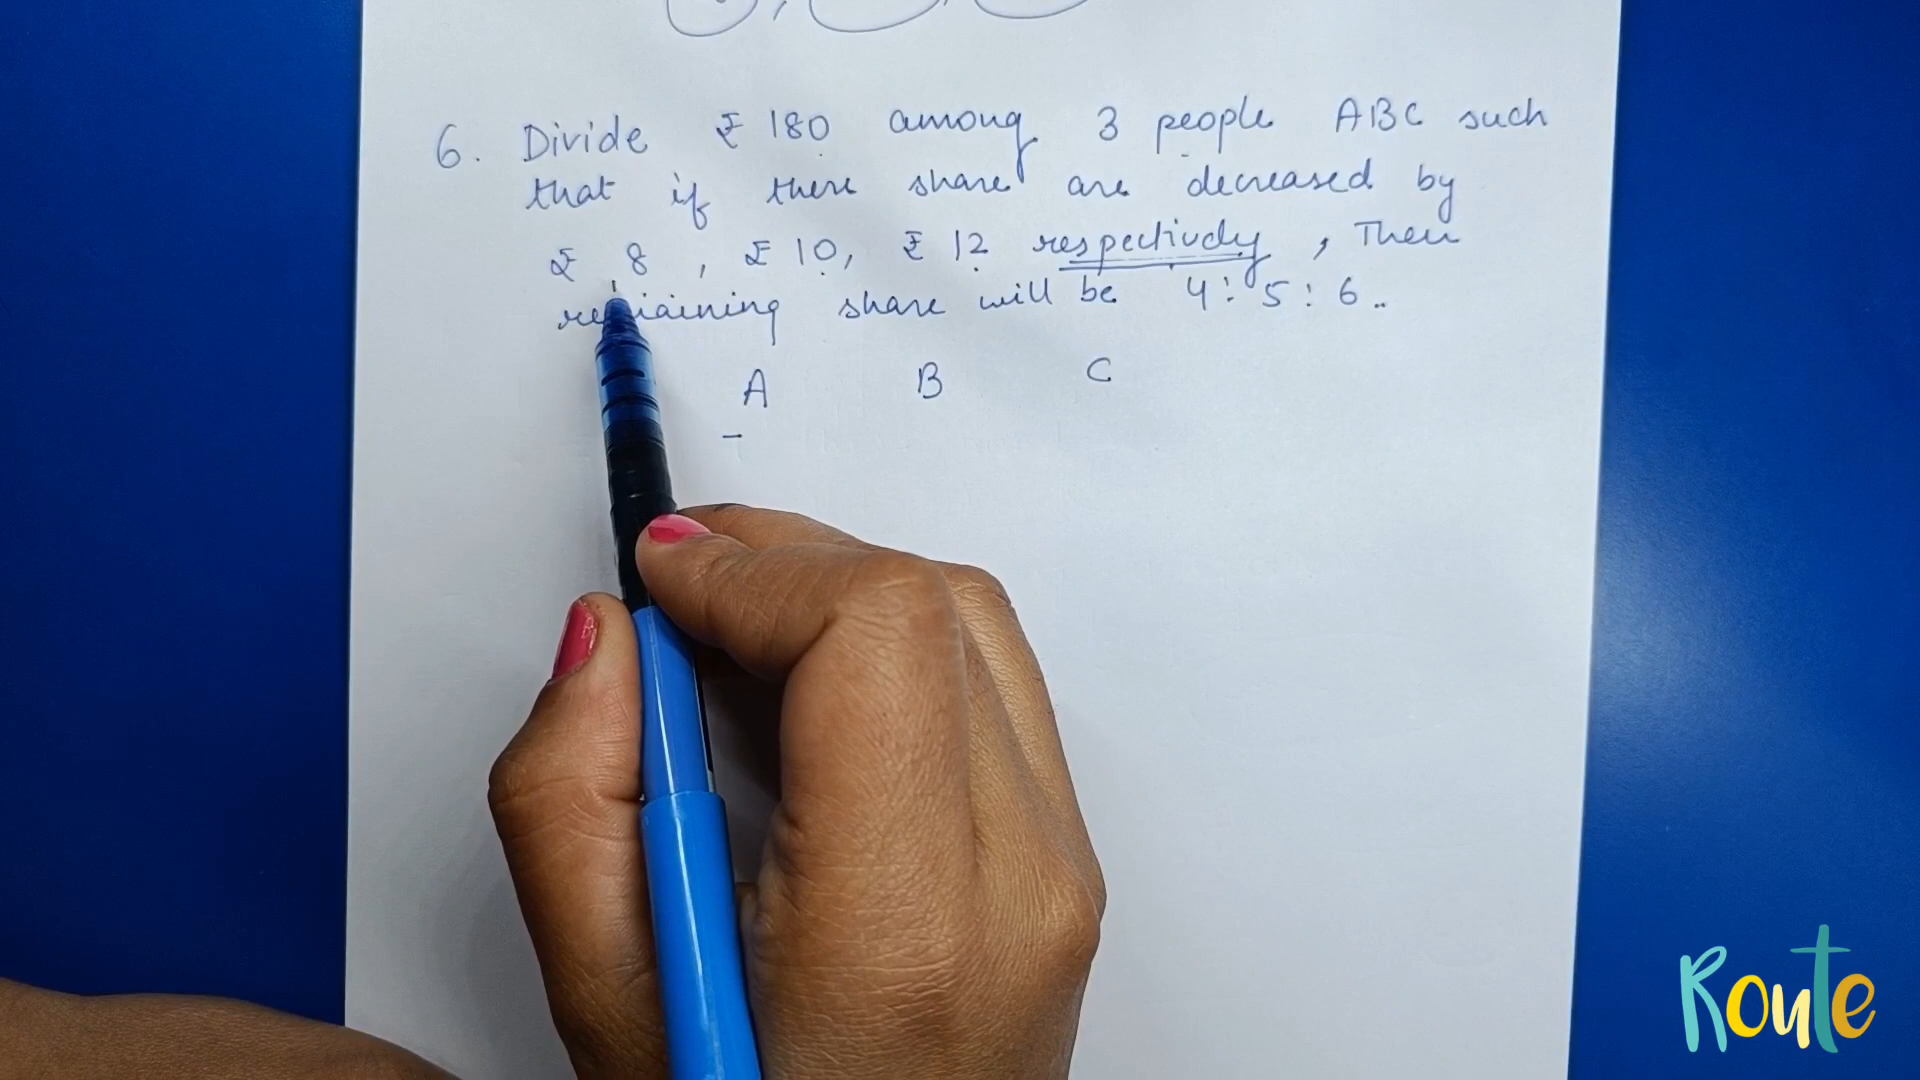 6. Divide ₹ 180 among 3 people ABC such
that if there share are decreased by
₹ 8, ₹ 10, ₹ 12 respectively, Then
remaining share will be 4:5:6..
A B C
-
Route